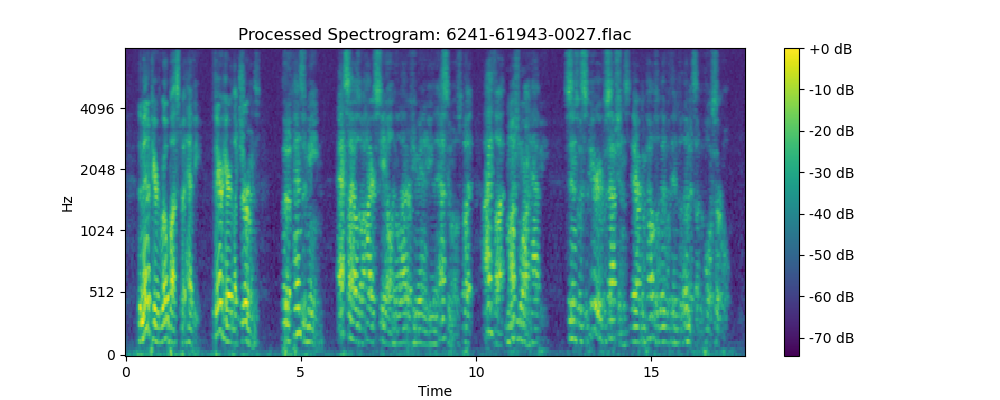 Processed Spectrogram: 6241-61943-0027.flac
Hz
4096
2048
1024
512
0
0
5
10
15
Time
+0 dB
-10 dB
-20 dB
-30 dB
-40 dB
-50 dB
-60 dB
-70 dB